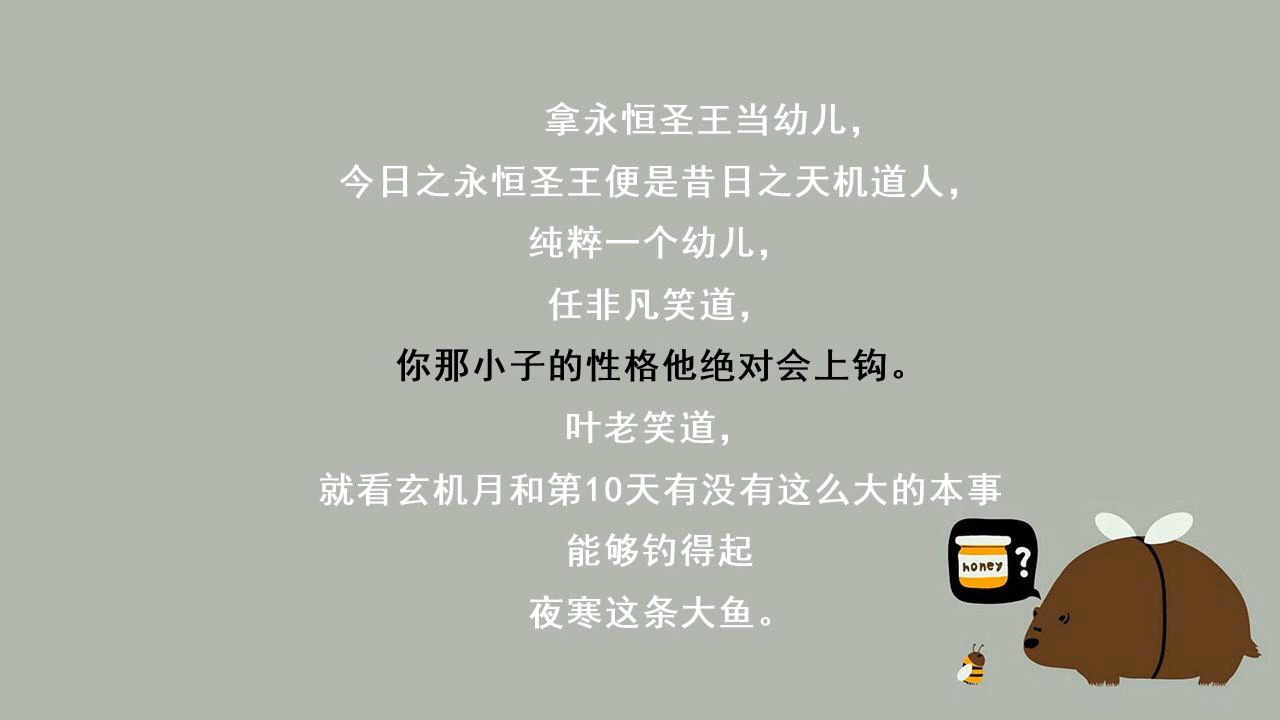 拿永恒圣王当幼儿，
今日之永恒圣王便是昔日之天机道人，
纯粹一个幼儿，
任非凡笑道，
你那小子的性格他绝对会上钩。
叶老笑道，
就看玄机月和第10天有没有这么大的本事
能够钓得起
夜寒这条大鱼。
honey
?